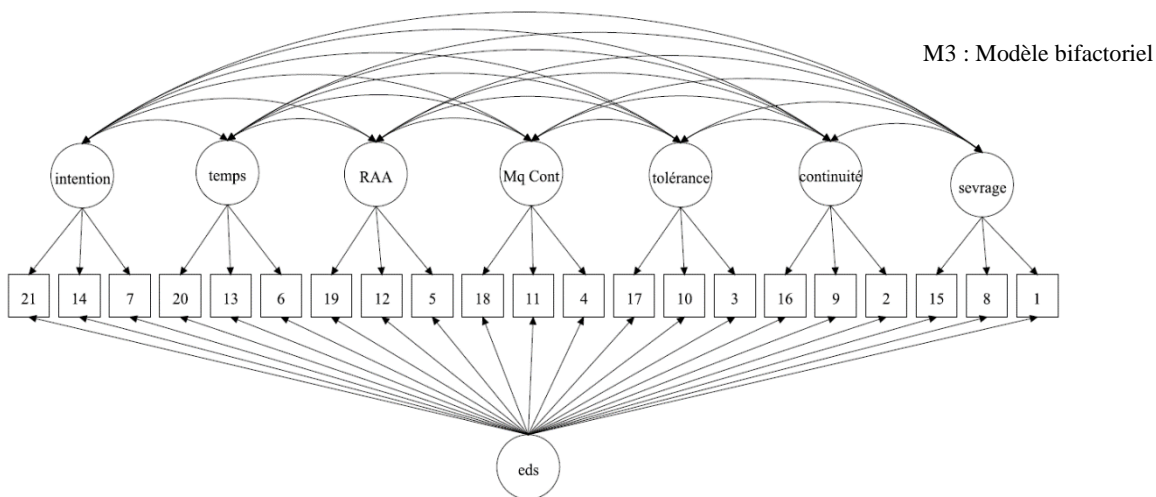 M3 : Modèle bifactoriel
intention temps RAA Mq Cont tolérance continuité sevrage
21 14 7 20 13 6 19 12 5 18 11 4 17 10 3 16 9 2 15 8 1
eds